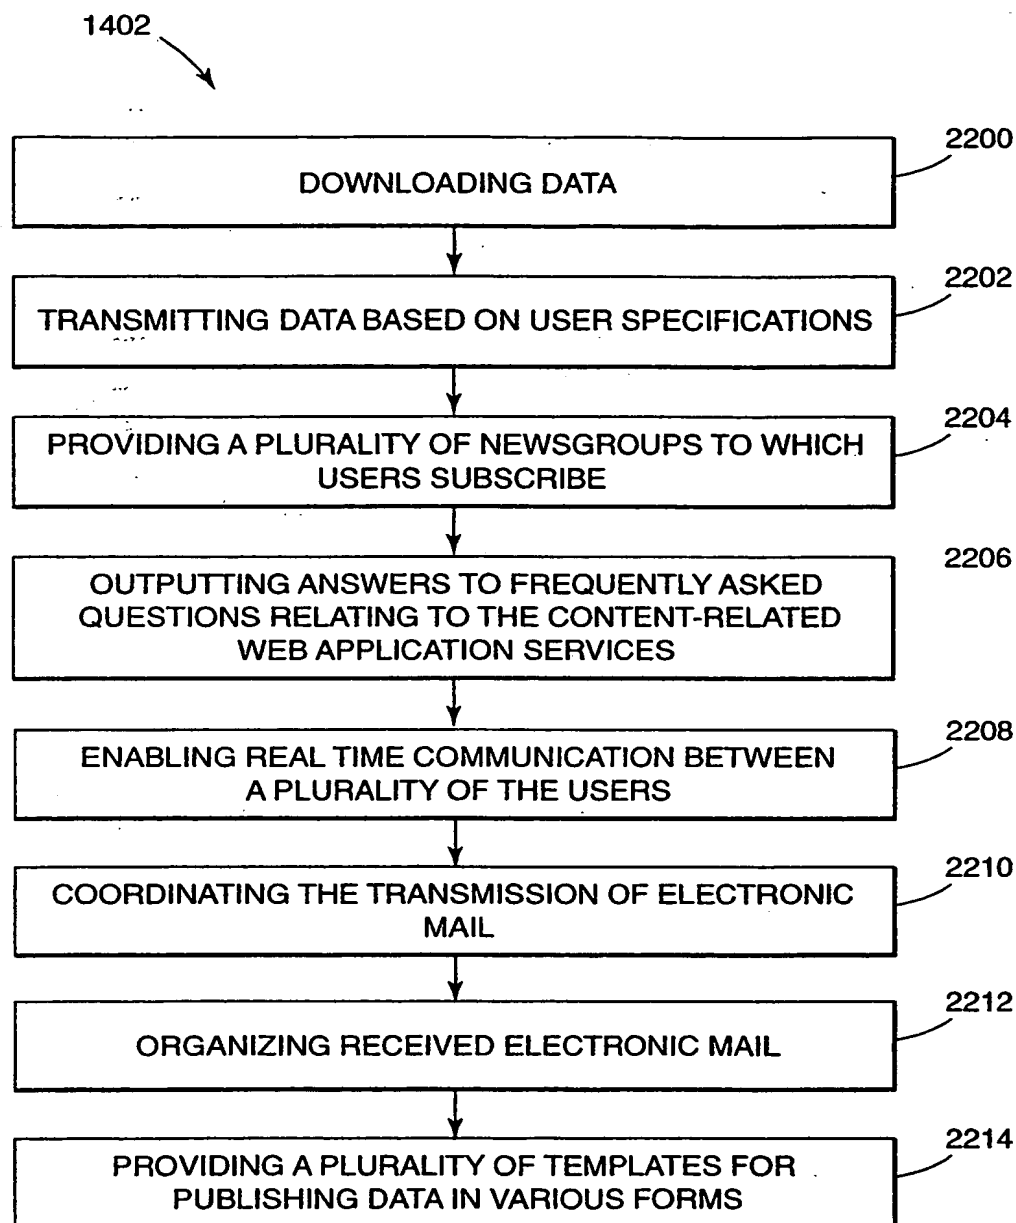 1402
2200
DOWNLOADING DATA
2202
TRANSMITTING DATA BASED ON USER SPECIFICATIONS
2204
PROVIDING A PLURALITY OF NEWSGROUPS TO WHICH
USERS SUBSCRIBE
2206
OUTPUTTING ANSWERS TO FREQUENTLY ASKED
QUESTIONS RELATING TO THE CONTENT-RELATED
WEB APPLICATION SERVICES
2208
ENABLING REAL TIME COMMUNICATION BETWEEN
A PLURALITY OF THE USERS
2210
COORDINATING THE TRANSMISSION OF ELECTRONIC
MAIL
2212
ORGANIZING RECEIVED ELECTRONIC MAIL
2214
PROVIDING A PLURALITY OF TEMPLATES FOR
PUBLISHING DATA IN VARIOUS FORMS